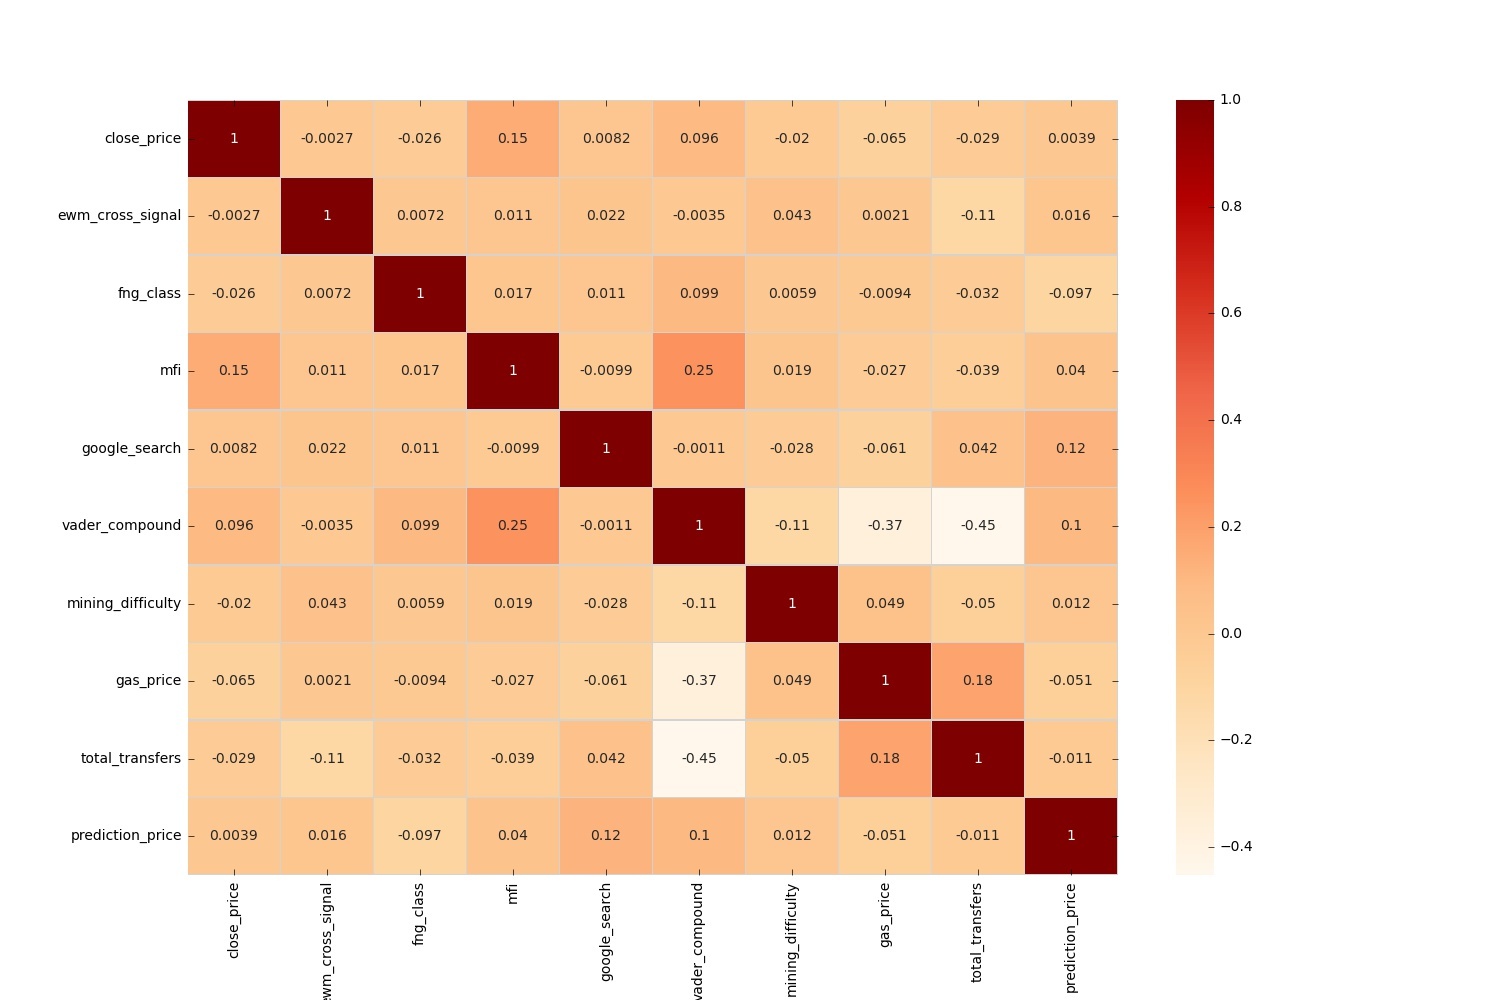 close_price 1 -0.0027 -0.026 0.15 0.0082 0.096 -0.02 -0.065 -0.029 0.0039
ewm_cross_signal -0.0027 1 0.0072 0.011 0.022 -0.0035 0.043 0.0021 -0.11 0.016
fng_class -0.026 0.0072 1 0.017 0.011 0.099 0.0059 -0.0094 -0.032 -0.097
mfi 0.15 0.011 0.017 1 -0.0099 0.25 0.019 -0.027 -0.039 0.04
google_search 0.0082 0.022 0.011 -0.0099 1 -0.0011 -0.028 -0.061 0.042 0.12
vader_compound 0.096 -0.0035 0.099 0.25 -0.0011 1 -0.11 -0.37 -0.45 0.1
mining_difficulty -0.02 0.043 0.0059 0.019 -0.028 -0.11 1 0.049 -0.05 0.012
gas_price -0.065 0.0021 -0.0094 -0.027 -0.061 -0.37 0.049 1 0.18 -0.051
total_transfers -0.029 -0.11 -0.032 -0.039 0.042 -0.45 -0.05 0.18 1 -0.011
prediction_price 0.0039 0.016 -0.097 0.04 0.12 0.1 0.012 -0.051 -0.011 1
close_price
ewm_cross_signal
fng_class
mfi
google_search
vader_compound
mining_difficulty
gas_price
total_transfers
prediction_price
1.0
0.8
0.6
0.4
0.2
0.0
−0.2
−0.4